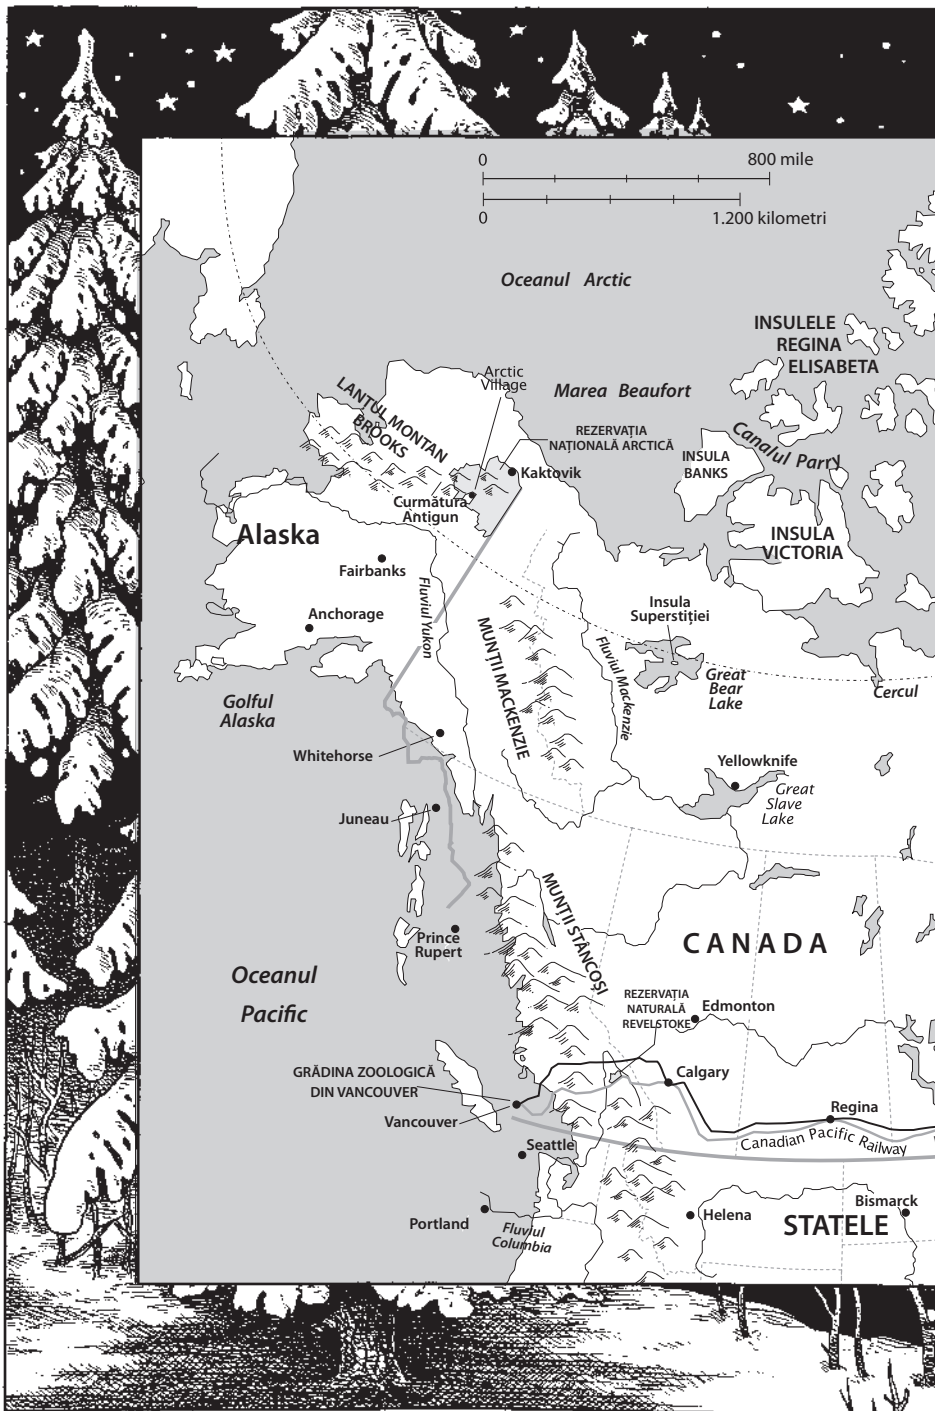 0
800 mile
0
1.200 kilometri
Oceanul Arctic
INSULELE
REGINA
ELISABETA
Arctic
Village
Marea Beaufort
LANȚUL MONTAN
BROOKS
REZERVAȚIA
NAȚIONALĂ ARCTICĂ
Canalul Parry
INSULA
BANKS
Kaktovik
Curmătura
Antigun
Alaska
INSULA
VICTORIA
Fairbanks
Fluviul Yukon
Anchorage
Insula
Superstiției
MUNȚII MACKENZIE
Fluviul Mackenzie
Great
Bear
Lake
Cercul
Golful
Alaska
Whitehorse
Yellowknife
Great
Slave
Lake
Juneau
MUNȚII STÂNCOȘI
Prince
Rupert
CANADA
Oceanul
Pacific
REZERVAȚIA
NATURALĂ
REVELSTOKE
Edmonton
GRĂDINA ZOOLOGICĂ
DIN VANCOUVER
Calgary
Vancouver
Regina
Canadian Pacific Railway
Seattle
Bismarck
Portland
Fluviul
Columbia
Helena
STATELE